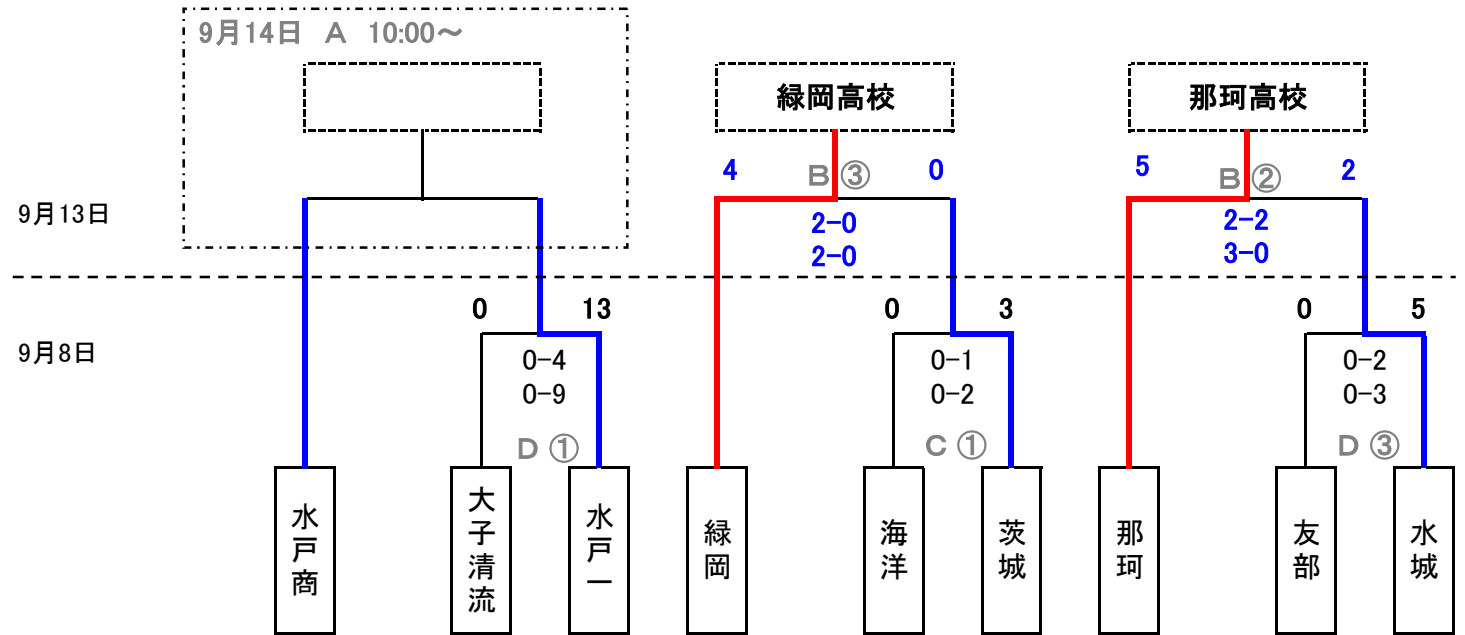 9月14日 A 10:00～
緑岡高校
那珂高校
4 B ③ 0
5 B ② 2
9月13日
2-0
2-0
2-2
3-0
0 13
0 3
0 5
9月8日
0-4
0-9
0-1
0-2
0-2
0-3
D ①
C ①
D ③
水戸商
大子清流
水戸一
緑岡
海洋
茨城
那珂
友部
水城